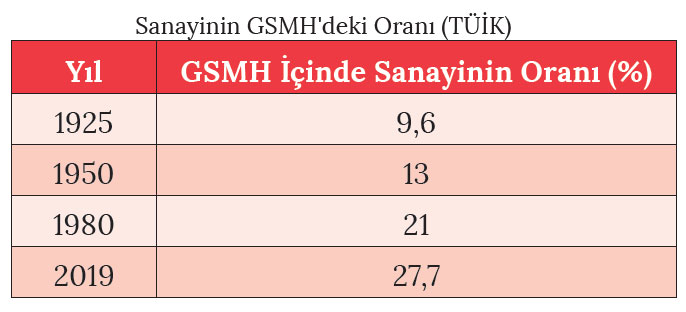 Sanayinin GSMH'deki Oranı (TÜİK)
Yıl GSMH İçinde Sanayinin Oranı (%)
1925 9,6
1950 13
1980 21
2019 27,7